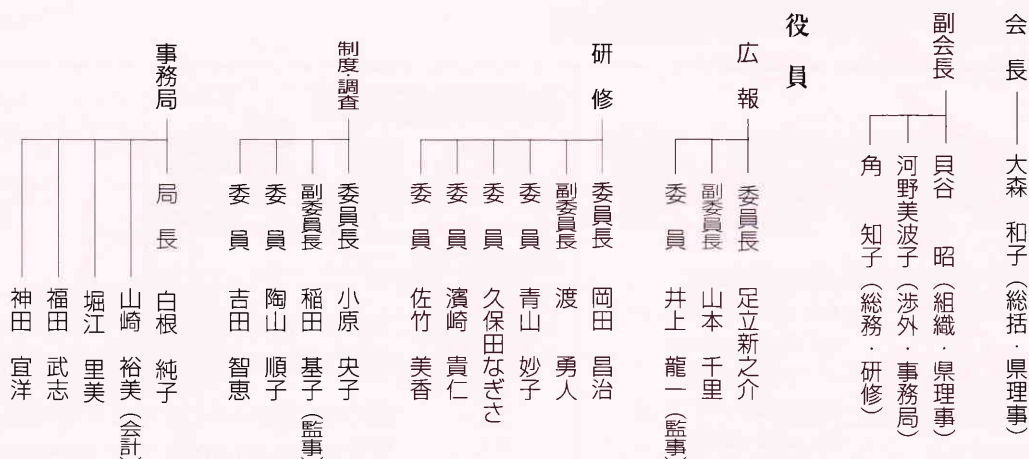 会長 大森 和子(総括・県理事)
副会長 貝谷 昭(組織・県理事)
河野美波子(渉外・事務局)
角 知子(総務・研修)
役員
広報 委員長 足立新之介
副委員長 山本 千里
委員 井上 龍一(監事)
研修 委員長 岡田 昌治
副委員長 渡 勇人
委員 青山 妙子
委員 久保田なぎさ
委員 濱崎 貴仁
委員 佐竹 美香
制度・調査 委員長 小原 央子
副委員長 稲田 基子(監事)
委員 陶山 順子
委員 吉田 智恵
事務局 局長 白根 純子
山崎 裕美(会計)
堀江 里美
福田 武志
神田 宜洋